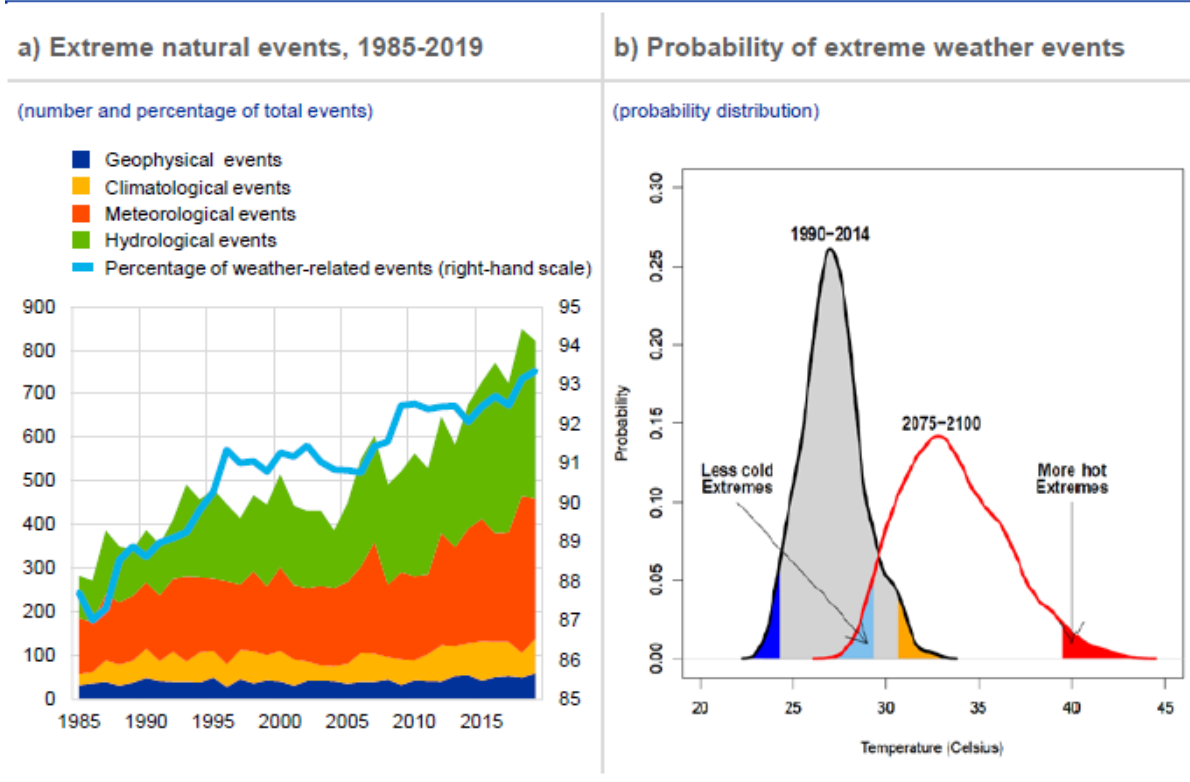 a) Extreme natural events, 1985-2019
(number and percentage of total events)
Geophysical events
Climatological events
Meteorological events
Hydrological events
Percentage of weather-related events (right-hand scale)
900
800
700
600
500
400
300
200
100
0
95
94
93
92
91
90
89
88
87
86
85
1985
1990
1995
2000
2005
2010
2015
b) Probability of extreme weather events
(probability distribution)
0.30
0.25
0.20
0.15
0.10
0.05
0.00
Probability
1990-2014
2075-2100
Less cold
Extremes
More hot
Extremes
20
25
30
35
40
45
Temperature (Celsius)